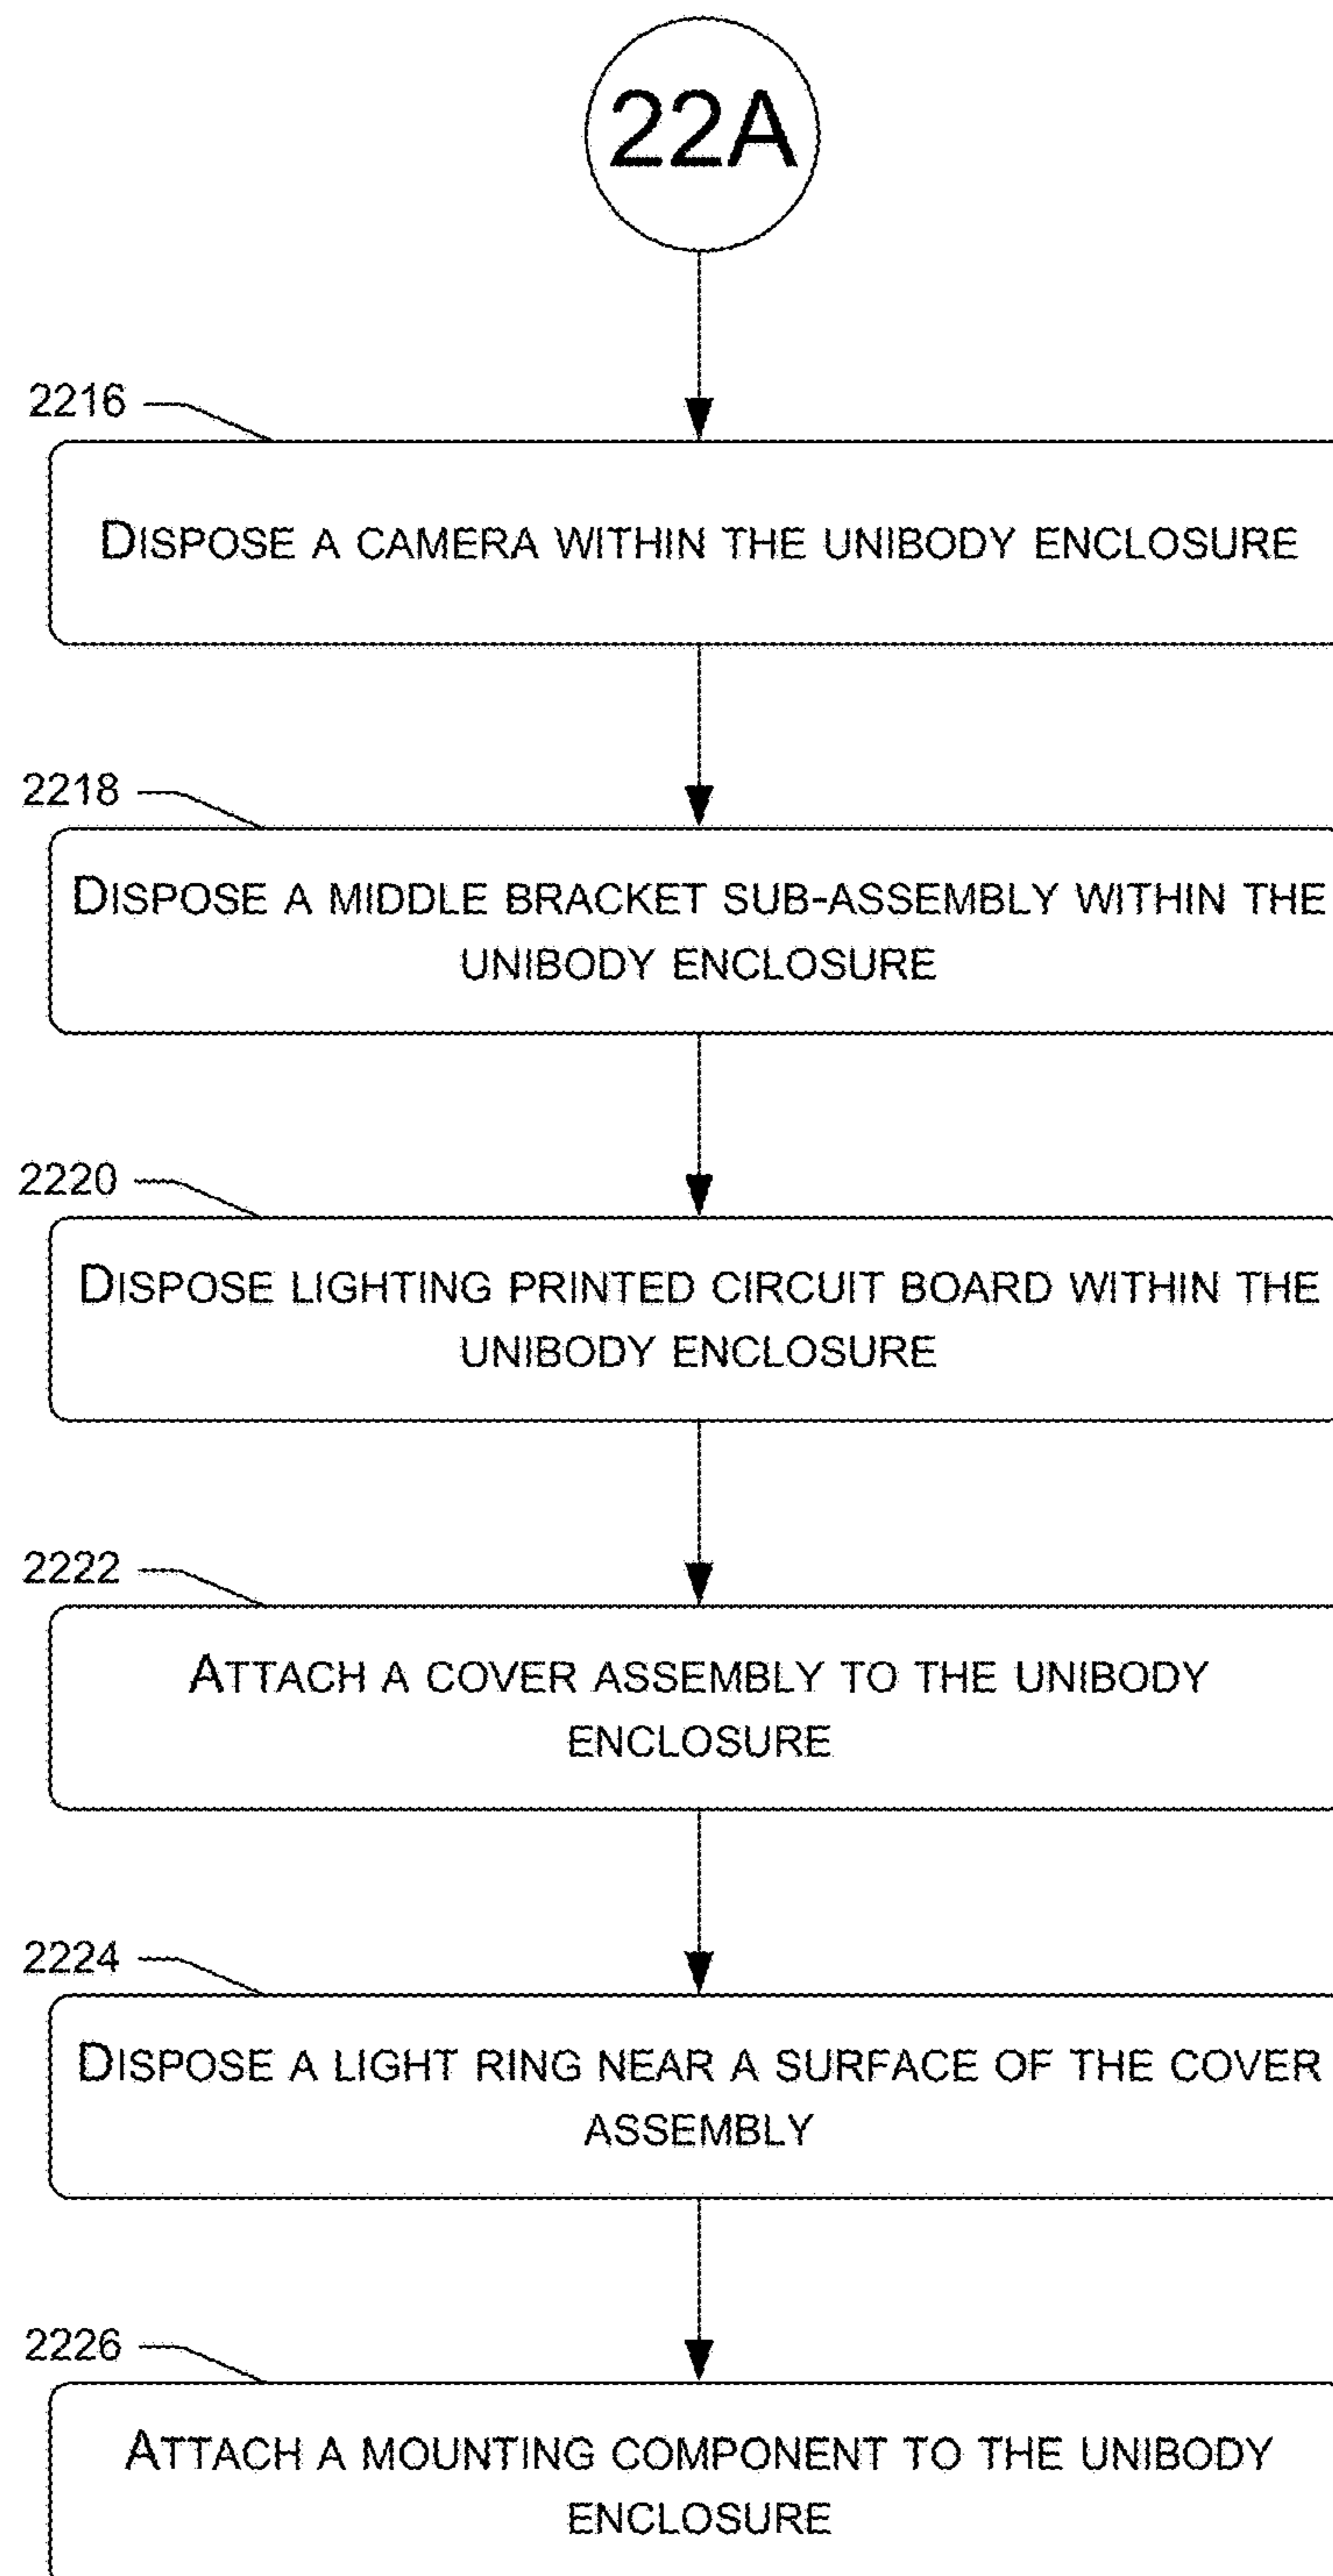 22A
2216
DISPOSE A CAMERA WITHIN THE UNIBODY ENCLOSURE
2218
DISPOSE A MIDDLE BRACKET SUB-ASSEMBLY WITHIN THE
UNIBODY ENCLOSURE
2220
DISPOSE LIGHTING PRINTED CIRCUIT BOARD WITHIN THE
UNIBODY ENCLOSURE
2222
ATTACH A COVER ASSEMBLY TO THE UNIBODY
ENCLOSURE
2224
DISPOSE A LIGHT RING NEAR A SURFACE OF THE COVER
ASSEMBLY
2226
ATTACH A MOUNTING COMPONENT TO THE UNIBODY
ENCLOSURE